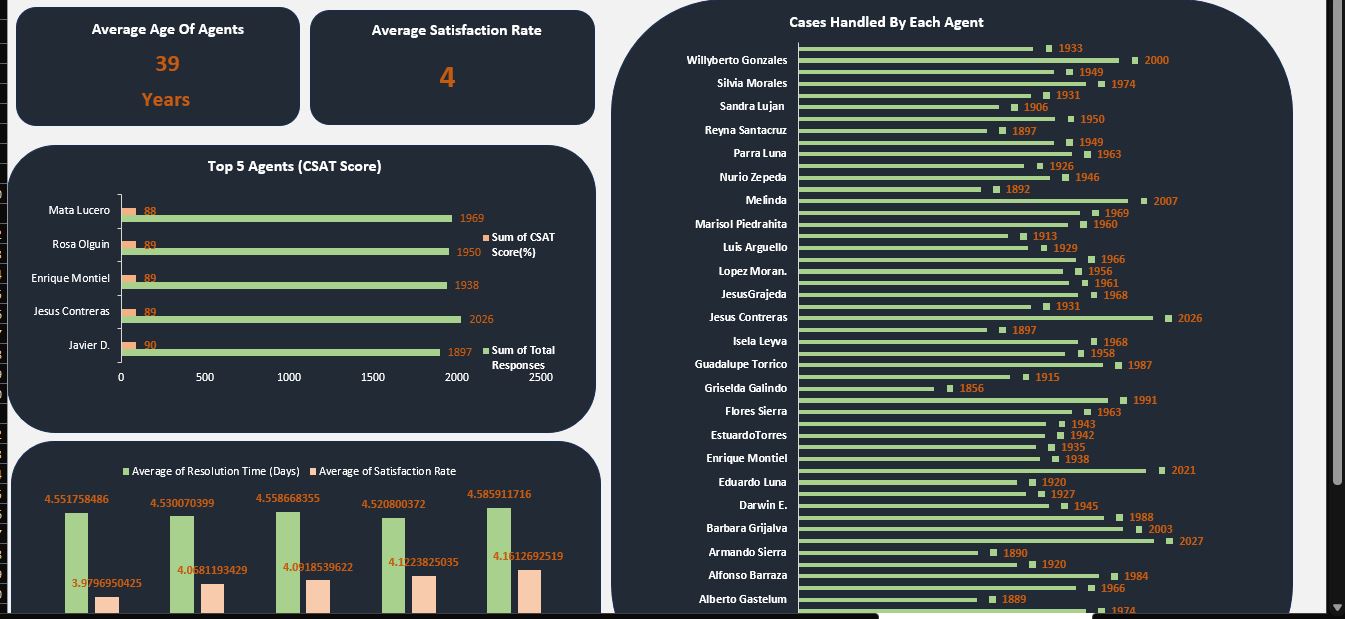 Average Age Of Agents
39
Years
Average Satisfaction Rate
4
Top 5 Agents (CSAT Score)
Mata Lucero
88
1969
Rosa Olguin
89
1950
Enrique Montiel
89
1938
Jesus Contreras
89
2026
Javier D.
90
1897
Sum of CSAT
Score(%)
Sum of Total
Responses
0 500 1000 1500 2000 2500
Average of Resolution Time (Days) Average of Satisfaction Rate
4.551758486 4.530070399 4.558668355 4.520800372 4.585911716
3.9796950425 4.0681193429 4.0918539622 4.1223825035 4.1612692519
Cases Handled By Each Agent
1933
Willyberto Gonzales 2000
1949
Silvia Morales 1974
1931
Sandra Lujan 1906
1950
Reyna Santacruz 1897
1949
Parra Luna 1963
1926
Nurio Zepeda 1946
1892
Melinda 2007
1969
Marisol Piedrahita 1960
1913
Luis Arguello 1929
1966
Lopez Moran. 1956
1961
JesusGrajeda 1968
1931
Jesus Contreras 2026
1897
Isela Leyva 1968
1958
Guadalupe Torrico 1987
1915
Griselda Galindo 1856
1991
Flores Sierra 1963
1943
EstuardoTorres 1942
1935
Enrique Montiel 1938
2021
Eduardo Luna 1920
1927
Darwin E. 1945
1988
Barbara Grijalva 2003
2027
Armando Sierra 1890
1920
Alfonso Barraza 1984
1966
Alberto Gastelum 1889
1974